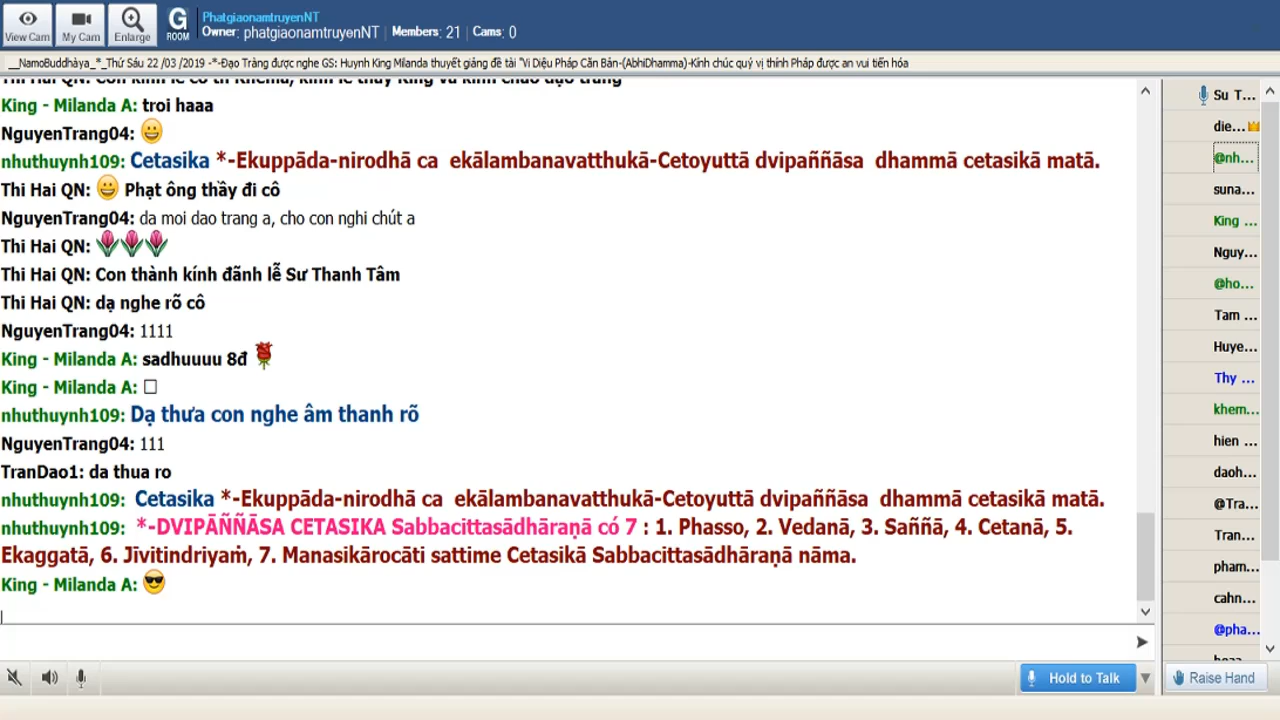 View Cam
My Cam
Enlarge
G
ROOM
PhatgiaonamtruyenNT
Owner: phatgiaonamtruyenNT | Members: 21 | Cams: 0
__NamoBuddhàya_*_Thứ Sáu 22 /03 /2019 -*-Đạo Tràng được nghe GS: Huynh King Milanda thuyết giảng đề tài "Vi Diệu Pháp Căn Bản-(AbhiDhamma)-Kính chúc quý vị thính Pháp được an vui tiến hóa
King - Milanda A: troi haaa
NguyenTrang04:
nhuthuynh109: Cetasika *-Ekuppāda-nirodhā ca ekālambanavatthukā-Cetoyuttā dvipaññāsa dhammā cetasikā matā.
Thi Hai QN: Phạt ông thầy đi cô
NguyenTrang04: da moi dao trang a, cho con nghi chút a
Thi Hai QN:
Thi Hai QN: Con thành kính đãnh lễ Sư Thanh Tâm
Thi Hai QN: dạ nghe rõ cô
NguyenTrang04: 1111
King - Milanda A: sadhuuuu 8đ
King - Milanda A: □
nhuthuynh109: Dạ thưa con nghe âm thanh rõ
NguyenTrang04: 111
TranDao1: da thua ro
nhuthuynh109: Cetasika *-Ekuppāda-nirodhā ca ekālambanavatthukā-Cetoyuttā dvipaññāsa dhammā cetasikā matā.
nhuthuynh109: *-DVIPĀÑÑĀSA CETASIKA Sabbacittasādhāraṇā có 7 : 1. Phasso, 2. Vedanā, 3. Saññā, 4. Cetanā, 5.
Ekaggatā, 6. Jīvitindriyaṁ, 7. Manasikārocāti sattime Cetasikā Sabbacittasādhāraṇā nāma.
King - Milanda A:
Su T...
die...
@nh...
suna...
King ...
Nguy...
@ho...
Tam ...
Huye...
Thy ...
khem...
hien ...
daoh...
@Tra...
Tran...
pham...
cahn...
@pha...
Hold to Talk
Raise Hand